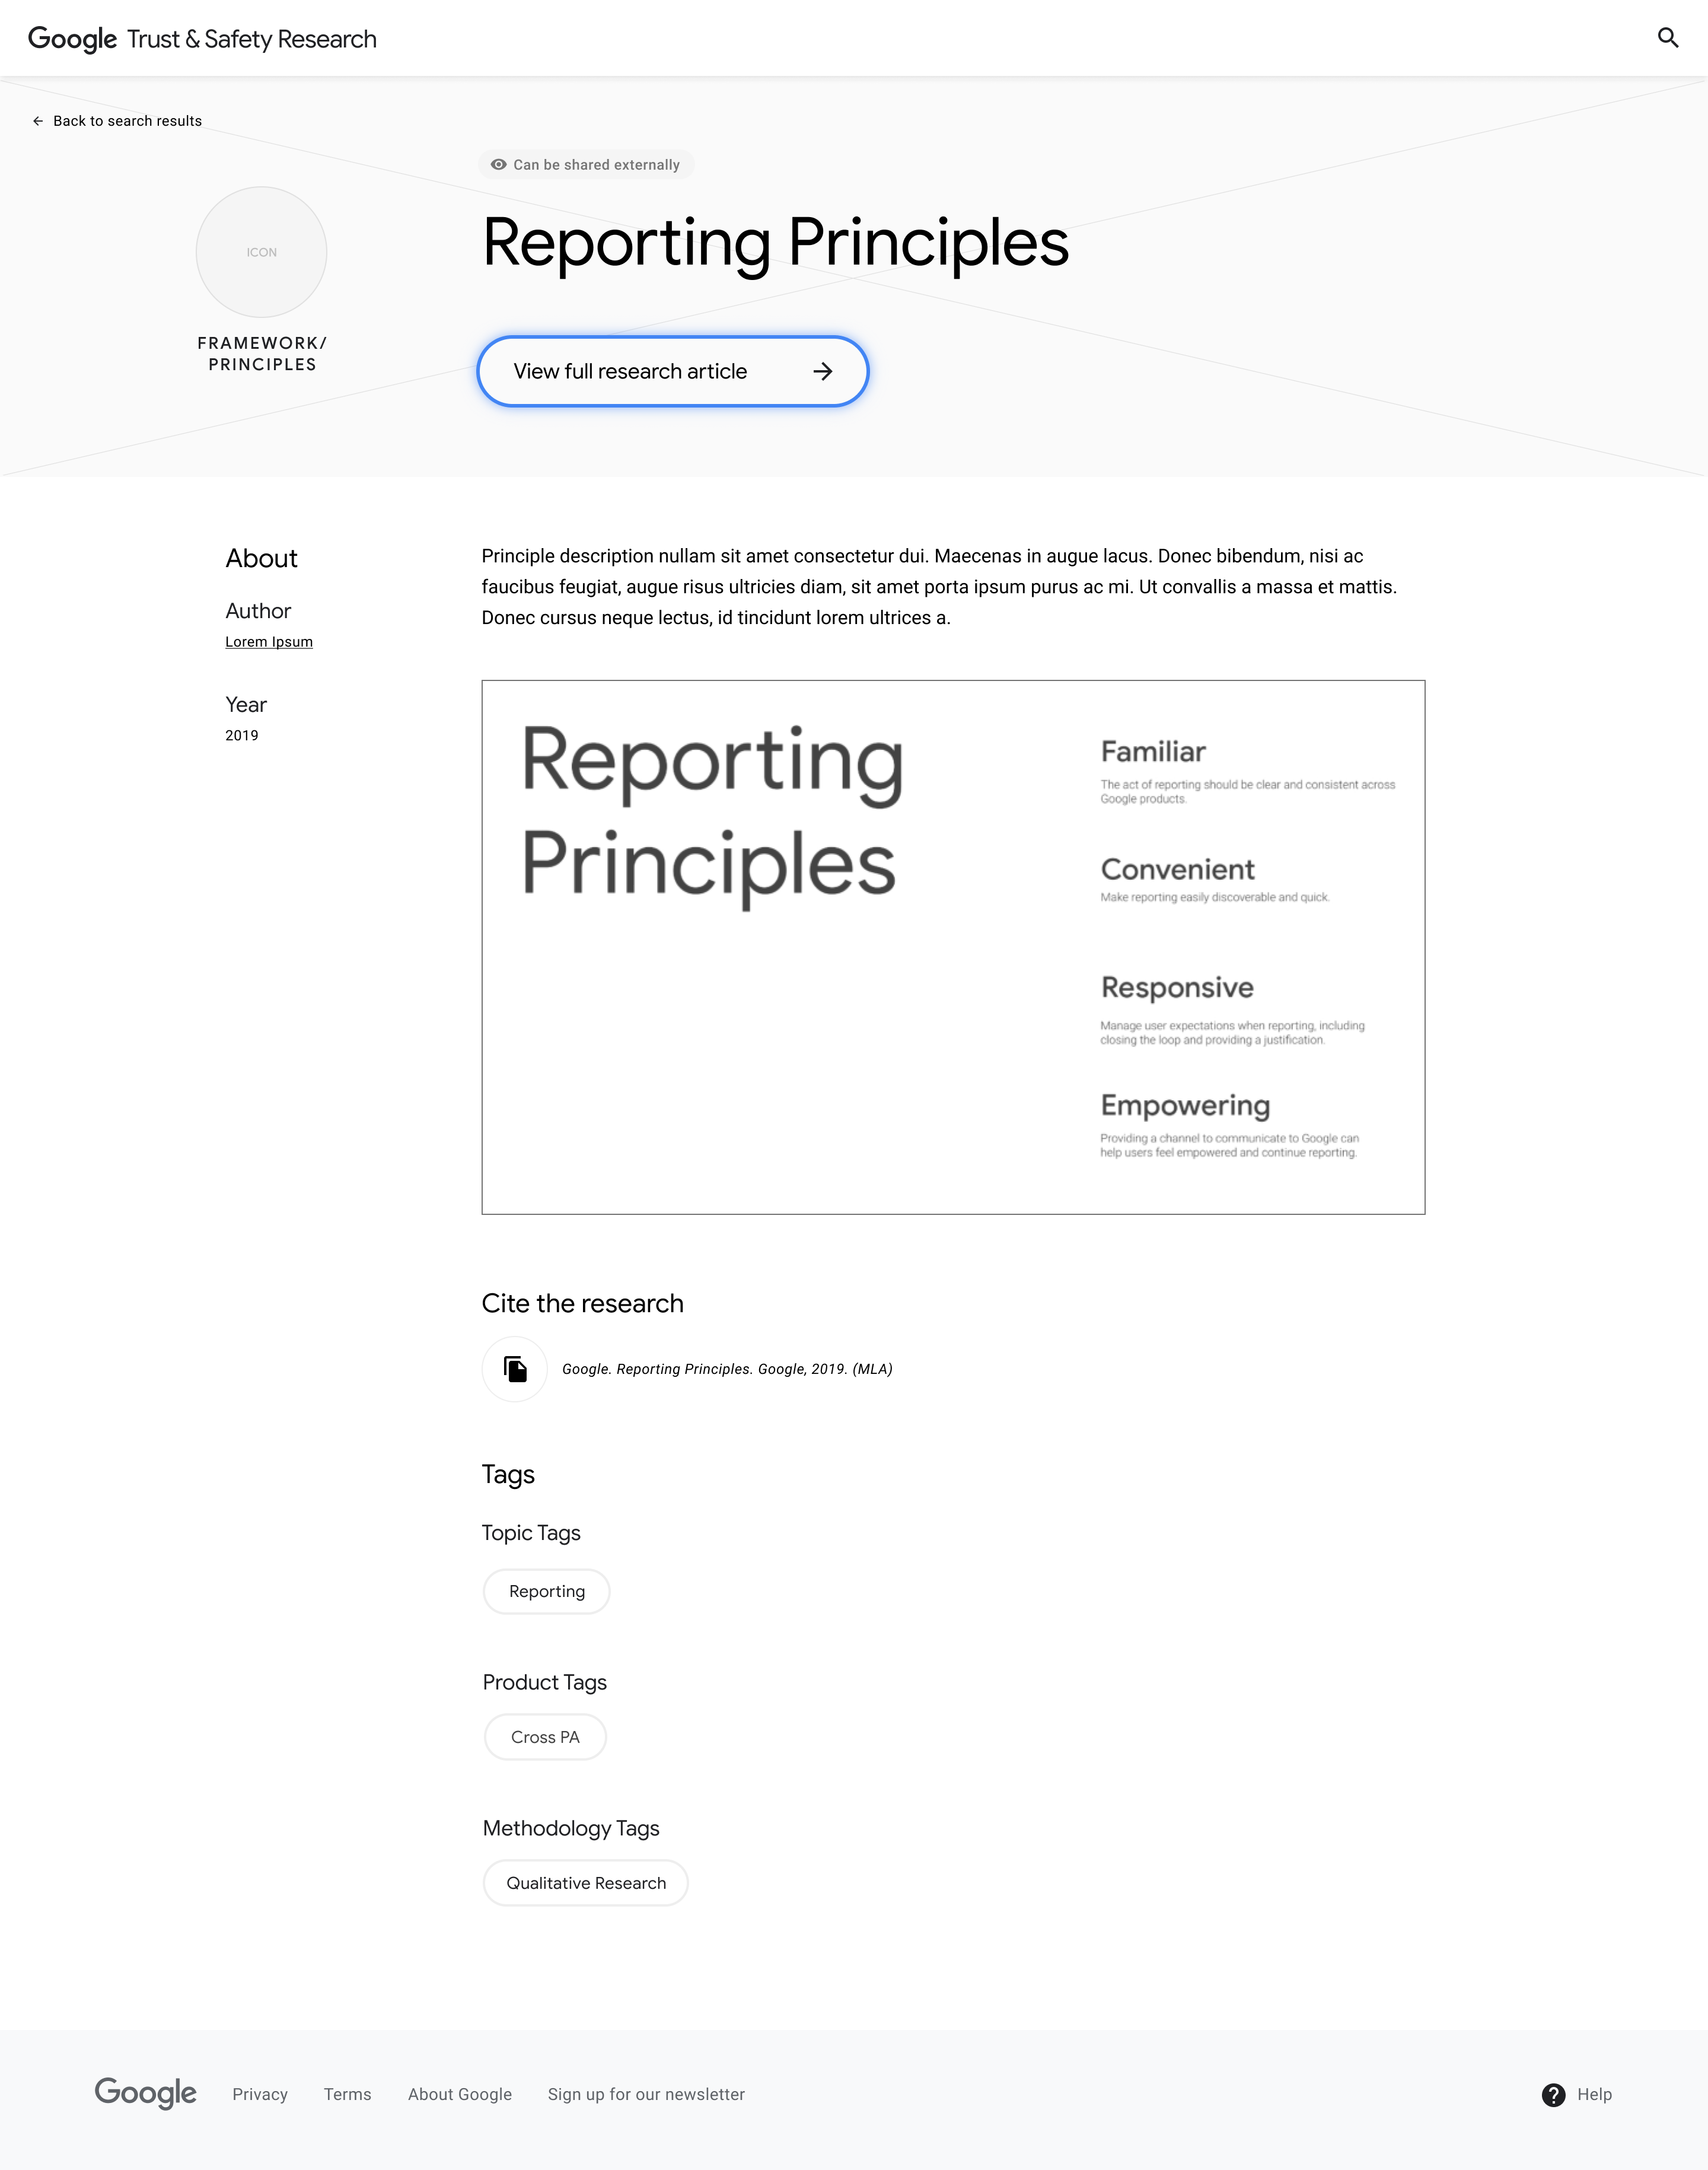 Google Trust & Safety Research
Back to search results
Can be shared externally
Reporting Principles
ICON
FRAMEWORK/
PRINCIPLES
View full research article
About
Author
Lorem Ipsum
Year
2019
Principle description nullam sit amet consectetur dui. Maecenas in augue lacus. Donec bibendum, nisi ac
faucibus feugiat, augue risus ultricies diam, sit amet porta ipsum purus ac mi. Ut convallis a massa et mattis.
Donec cursus neque lectus, id tincidunt lorem ultrices a.
Reporting
Principles
Familiar
The act of reporting should be clear and consistent across
Google products.
Convenient
Make reporting easily discoverable and quick.
Responsive
Manage user expectations when reporting, including
closing the loop and providing a justification.
Empowering
Providing a channel to communicate to Google can
help users feel empowered and continue reporting.
Cite the research
Google. Reporting Principles. Google, 2019. (MLA)
Tags
Topic Tags
Reporting
Product Tags
Cross PA
Methodology Tags
Qualitative Research
Google Privacy Terms About Google Sign up for our newsletter Help